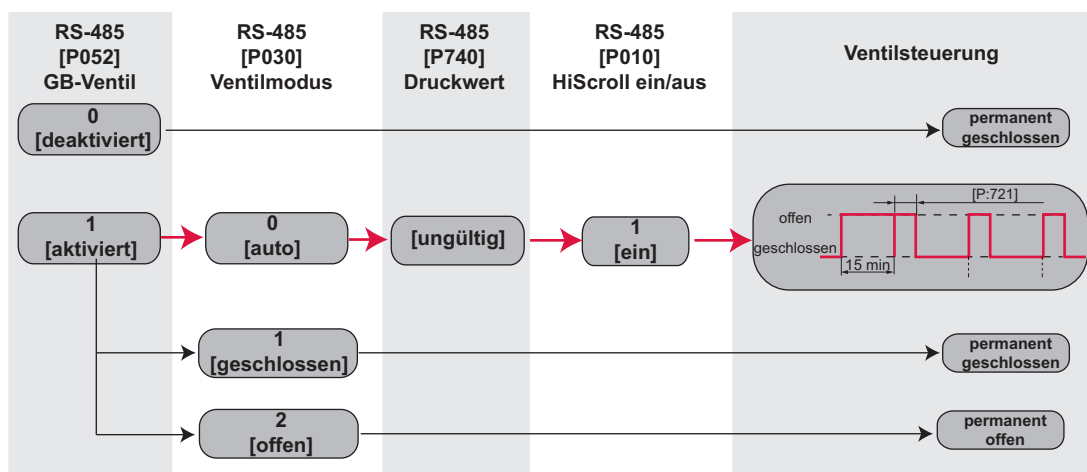 RS-485
[P052]
GB-Ventil
RS-485
[P030]
Ventilmodus
RS-485
[P740]
Druckwert
RS-485
[P010]
HiScroll ein/aus
Ventilsteuerung
0
[deaktiviert]
permanent
geschlossen
1
[aktiviert]
0
[auto]
[ungültig]
1
[ein]
[P:721]
offen
geschlossen
15 min
1
[geschlossen]
permanent
geschlossen
2
[offen]
permanent
offen